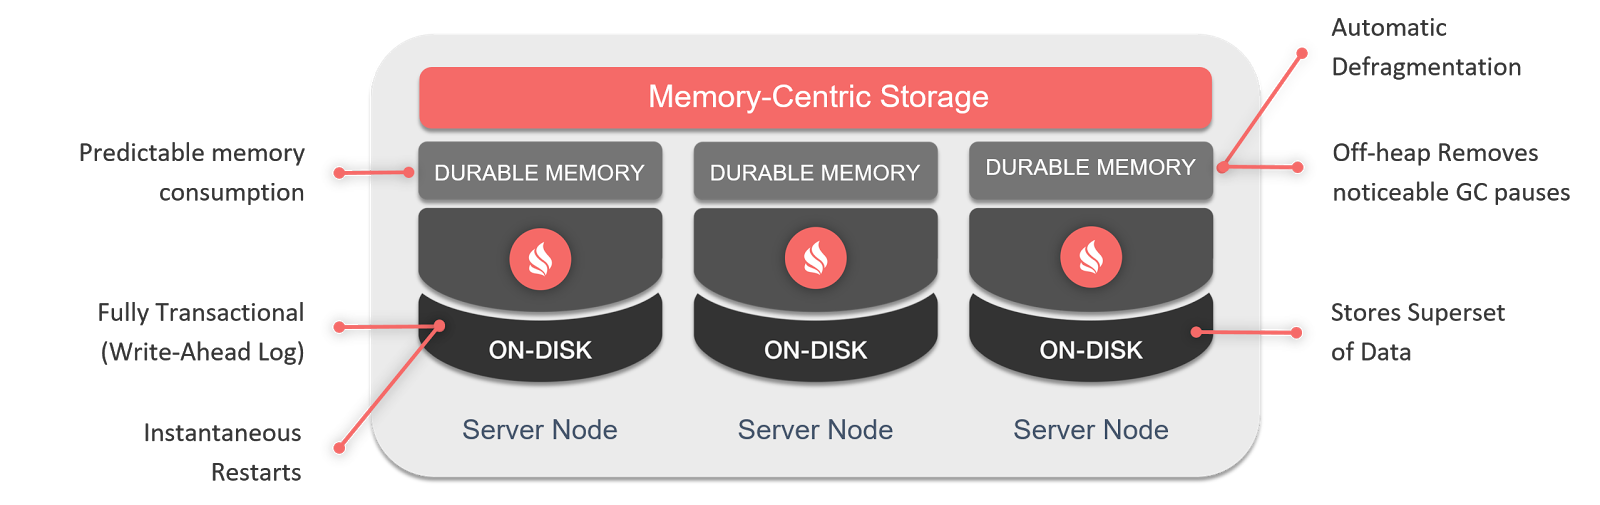 Automatic
Defragmentation
Memory-Centric Storage
Predictable memory
consumption
DURABLE MEMORY
DURABLE MEMORY
DURABLE MEMORY
Off-heap Removes
noticeable GC pauses
Fully Transactional
(Write-Ahead Log)
ON-DISK
ON-DISK
ON-DISK
Stores Superset
of Data
Instantaneous
Restarts
Server Node
Server Node
Server Node